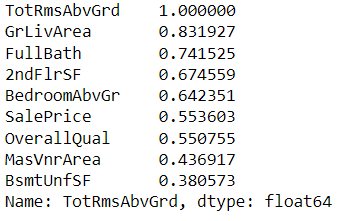 TotRmsAbvGrd    1.000000
GrLivArea       0.831927
FullBath        0.741525
2ndFlrSF        0.674559
BedroomAbvGr    0.642351
SalePrice       0.553603
OverallQual     0.550755
MasVnrArea      0.436917
BsmtUnfSF       0.380573
Name: TotRmsAbvGrd, dtype: float64